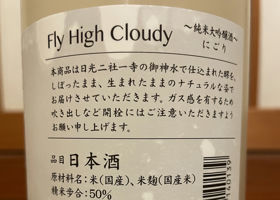 Fly High Cloudy
~純米大吟醸酒~
にごり
本商品は日光二社一寺の御神水で仕込まれた醪を、
しぼったまま、生まれたままのナチュラルな姿で
お届けさせていただきます。ガス感を有するため
吹き出しなど開栓にはご注意いただきますよう
お願い申し上げます。
品目 日本酒
原材料名:米(国産)、米麹(国産米)
精米歩合:50%